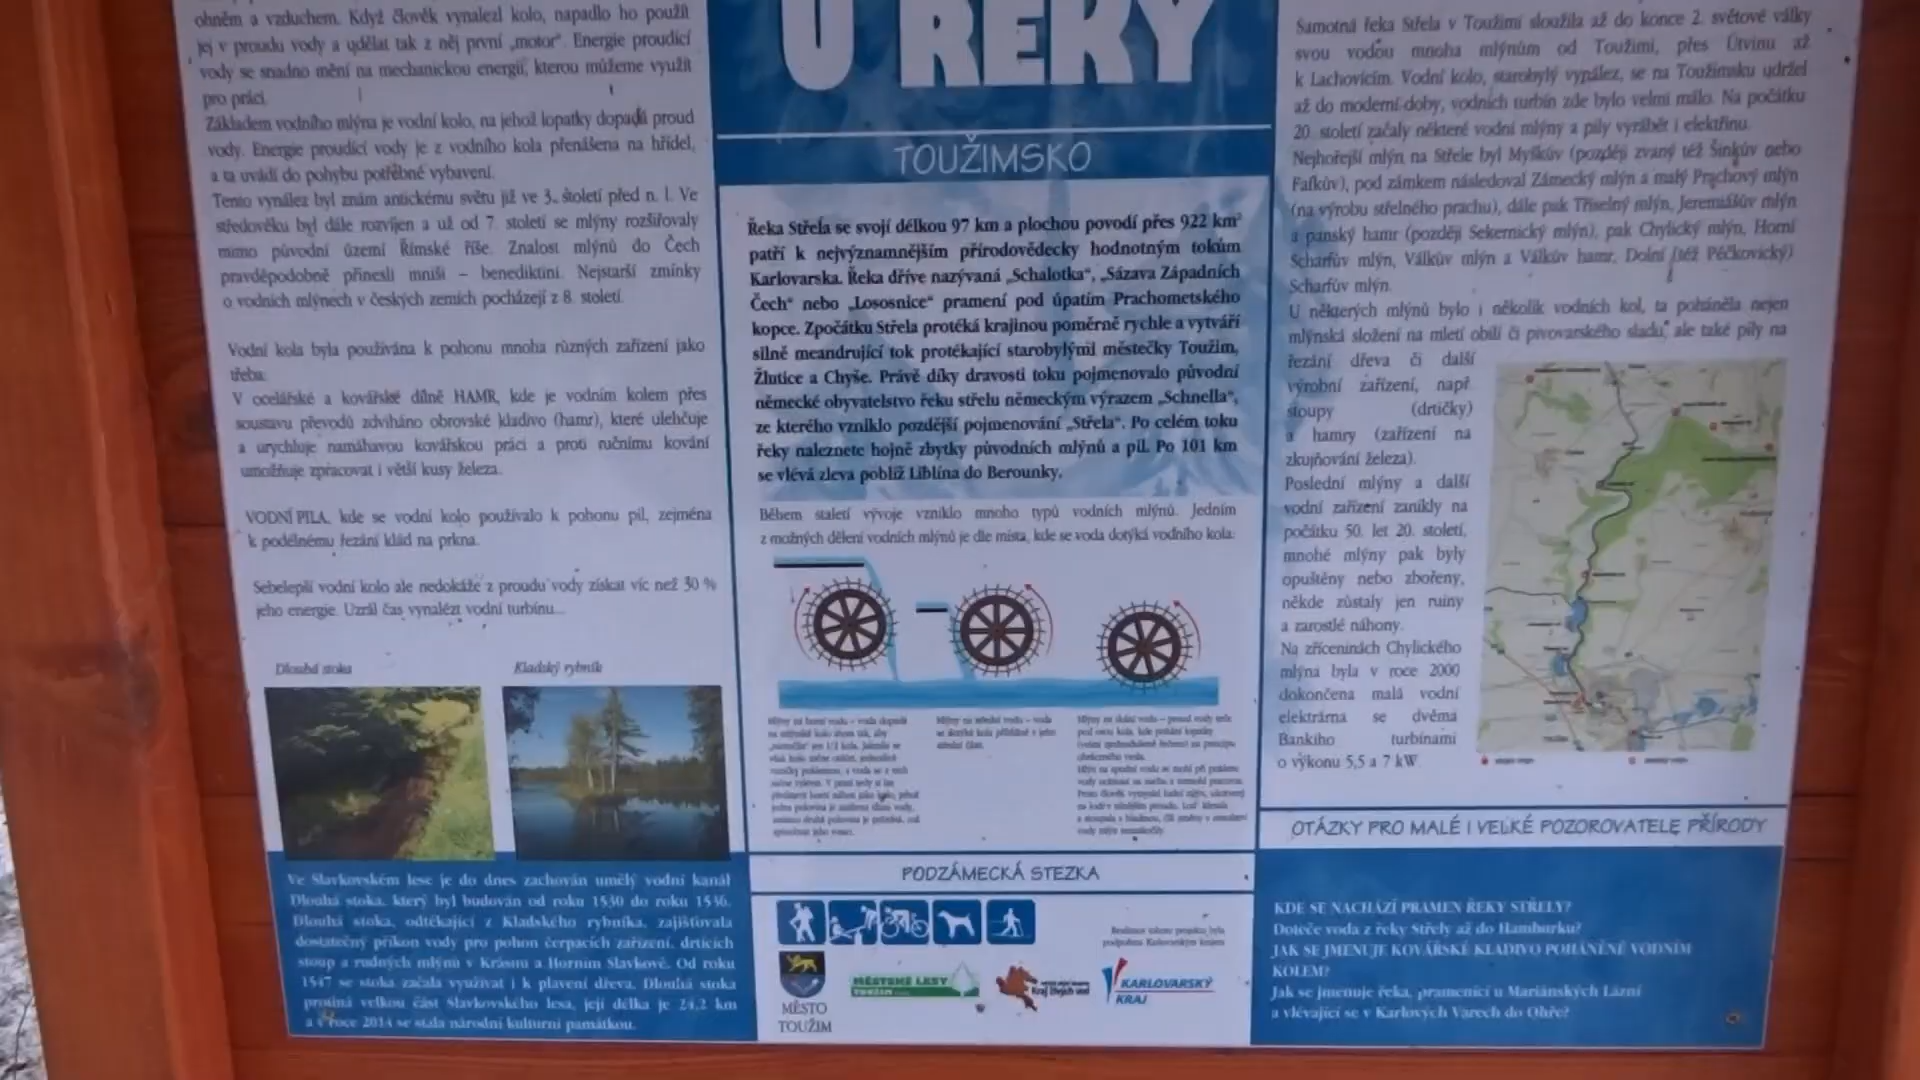 ohněm a vzduchem. Když člověk vynalezl kolo, napadlo ho použít
jej v proudu vody a udělat tak z něj první „motor“. Energie proudící
vody se snadno mění na mechanickou energii, kterou můžeme využít
pro práci.
Základem vodního mlýna je vodní kolo, na jehož lopatky dopadá proud
vody. Energie proudící vody je z vodního kola přenášena na hřídel,
a ta uvádí do pohybu potřebné vybavení.
Tento vynález byl znám antickému světu již ve 3. století před n. l. Ve
středověku byl dále rozvíjen a už od 7. století se mlýny rozšiřovaly
mimo původní území Římské říše. Znalost mlýnů do Čech
pravděpodobně přinesli mniši – benediktini. Nejstarší zmínky
o vodních mlýnech v českých zemích pocházejí z 8. století.
Vodní kola byla používána k pohonu mnoha různých zařízení jako
třeba:
V ocelářské a kovářské dílně HAMR, kde je vodním kolem přes
soustavu převodů zdviháno obrovské kladivo (hamr), které ulehčuje
a urychluje namáhavou kovářskou práci a proti ručnímu kování
umožňuje zpracovat i větší kusy železa.
VODNÍ PILA, kde se vodní kolo používalo k pohonu pil, zejména
k podélnému řezání klád na prkna.
Sebelepší vodní kolo ale nedokáže z proudu vody získat víc než 30 %
jeho energie. Uzrál čas vynalézt vodní turbínu...
Dlouhá stoka
Kladský rybník
Ve Slavkovském lese je do dnes zachován umělý vodní kanál
Dlouhá stoka, který byl budován od roku 1530 do roku 1536.
Dlouhá stoka, odtékající z Kladského rybníka, zajišťovala
dostatečný příkon vody pro pohon čerpacích zařízení, drticích
stoup a rudných mlýnů v Krásnu a Horním Slavkově. Od roku
1547 se stoka začala využívat i k plavení dřeva. Dlouhá stoka
protíná velkou část Slavkovského lesa, její délka je 24,2 km
a v roce 2014 se stala národní kulturní památkou.
U ŘEKY
TOUŽIMSKO
Řeka Střela se svojí délkou 97 km a plochou povodí přes 922 km²
patří k nejvýznamnějším přírodovědecky hodnotným tokům
Karlovarska. Řeka dříve nazývaná „Schalotka“, „Sázava Západních
Čech“ nebo „Lososnice“ pramení pod úpatím Prachometského
kopce. Zpočátku Střela protéká krajinou poměrně rychle a vytváří
silně meandrující tok protékající starobylými městečky Toužim,
Žlutice a Chyše. Právě díky dravosti toku pojmenovalo původní
německé obyvatelstvo řeku střelu německým výrazem „Schnella“,
ze kterého vzniklo pozdější pojmenování „Střela“. Po celém toku
řeky naleznete hojně zbytky původních mlýnů a pil. Po 101 km
se vlévá zleva poblíž Liblína do Berounky.
Během staletí vývoje vzniklo mnoho typů vodních mlýnů. Jedním
z možných dělení vodních mlýnů je dle místa, kde se voda dotýká vodního kola:
Mlýny na horní vodu – voda dopadá
Mlýny na střední vodu – voda
PODZÁMECKÁ STEZKA
MĚSTO
TOUŽIM
MĚSTSKÉ LESY
TOUŽIM
Realizace tohoto projektu byla
podpořena Karlovarským krajem
KARLOVARSKÝ
KRAJ
Samotná řeka Střela v Toužimi sloužila až do konce 2. světové války
svou vodou mnoha mlýnům od Toužimi, přes Útvinu až
k Lachovicím. Vodní kolo, starobylý vynález, se na Toužimsku udržel
až do moderní doby, vodních turbín zde bylo velmi málo. Na počátku
20. století začaly některé vodní mlýny a pily vyrábět i elektřinu.
Nejhořejší mlýn na Střele byl Myškův (později zvaný též Šinkův nebo
Fafkův), pod zámkem následoval Zámecký mlýn a malý Prachový mlýn
(na výrobu střelného prachu), dále pak Tříselný mlýn, Jeremiášův mlýn
a panský hamr (později Sekernický mlýn), pak Chylický mlýn, Horní
Scharfův mlýn, Válkův mlýn a Válkův hamr, Dolní (též Péčkovický)
Scharfův mlýn.
U některých mlýnů bylo i několik vodních kol, ta poháněla nejen
mlýnská složení na mletí obilí či pivovarského sladu, ale také pily na
řezání dřeva či další
výrobní zařízení, např.
stoupy (drtičky)
a hamry (zařízení na
zkujňování železa).
Poslední mlýny a další
vodní zařízení zanikly na
počátku 50. let 20. století,
mnohé mlýny pak byly
opuštěny nebo zbořeny,
někde zůstaly jen ruiny
a zarostlé náhony.
Na zříceninách Chylického
mlýna byla v roce 2000
dokončena malá vodní
elektrárna se dvěma
Bankiho turbínami
o výkonu 5,5 a 7 kW
OTÁZKY PRO MALÉ I VELKÉ POZOROVATELE PŘÍRODY
KDE SE NACHÁZÍ PRAMEN ŘEKY STŘELY?
Doteče voda z řeky Střely až do Hamburku?
JAK SE JMENUJE KOVÁŘSKÉ KLADIVO POHÁNĚNÉ VODNÍM
KOLEM?
Jak se jmenuje řeka, pramenící u Mariánských Lázní
a vlévající se v Karlových Varech do Ohře?